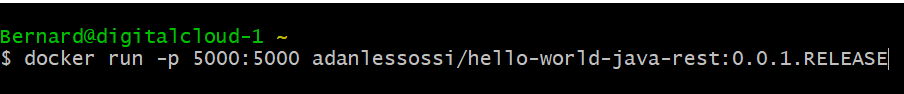 Bernard@digitalcloud-1 ~
$ docker run -p 5000:5000 adanlessossi/hello-world-java-rest:0.0.1.RELEASE